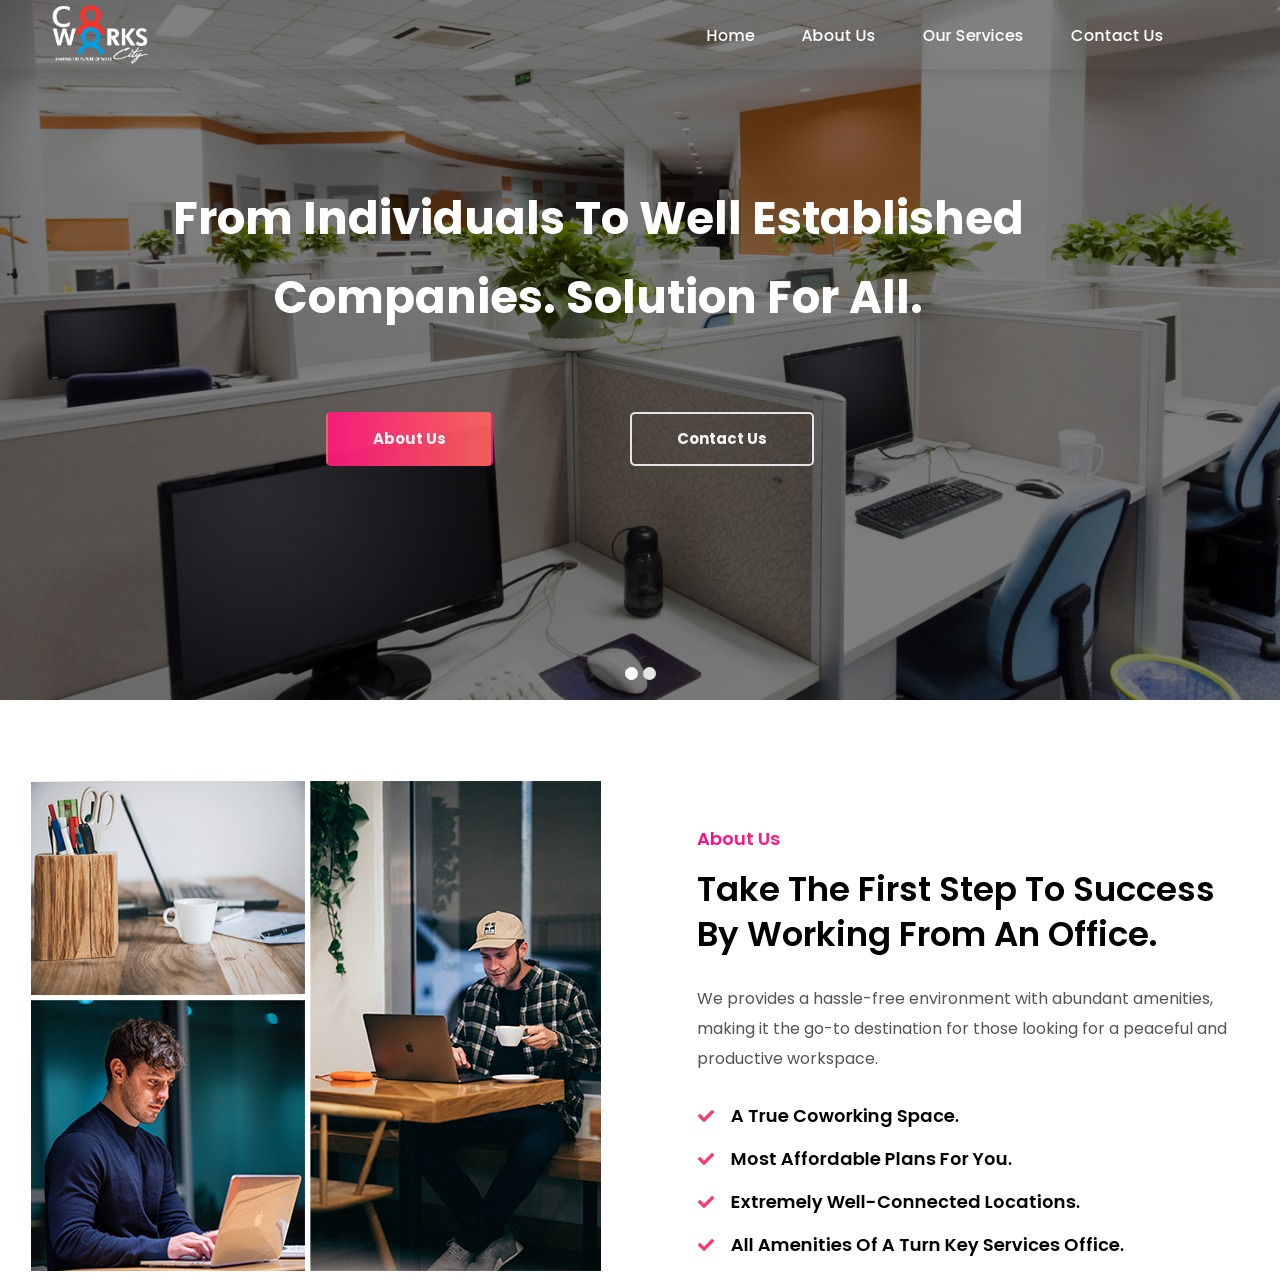 CO
WORKS
City
SHAPING THE FUTURE OF WORK
Home
About Us
Our Services
Contact Us
From Individuals To Well Established
Companies. Solution For All.
About Us
Contact Us
About Us
Take The First Step To Success
By Working From An Office.
We provides a hassle-free environment with abundant amenities,
making it the go-to destination for those looking for a peaceful and
productive workspace.
A True Coworking Space.
Most Affordable Plans For You.
Extremely Well-Connected Locations.
All Amenities Of A Turn Key Services Office.